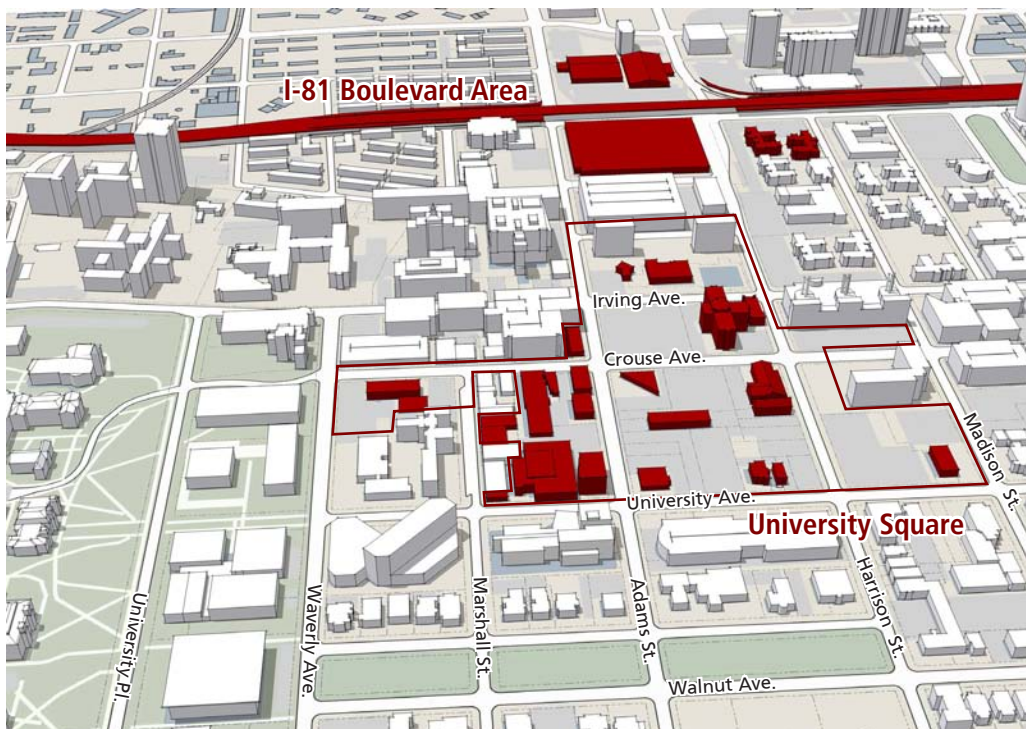 I-81 Boulevard Area
Irving Ave.
Crouse Ave.
Madison St.
University Ave.
University Square
University Pl.
Waverly Ave.
Marshall St.
Adams St.
Harrison St.
Walnut Ave.